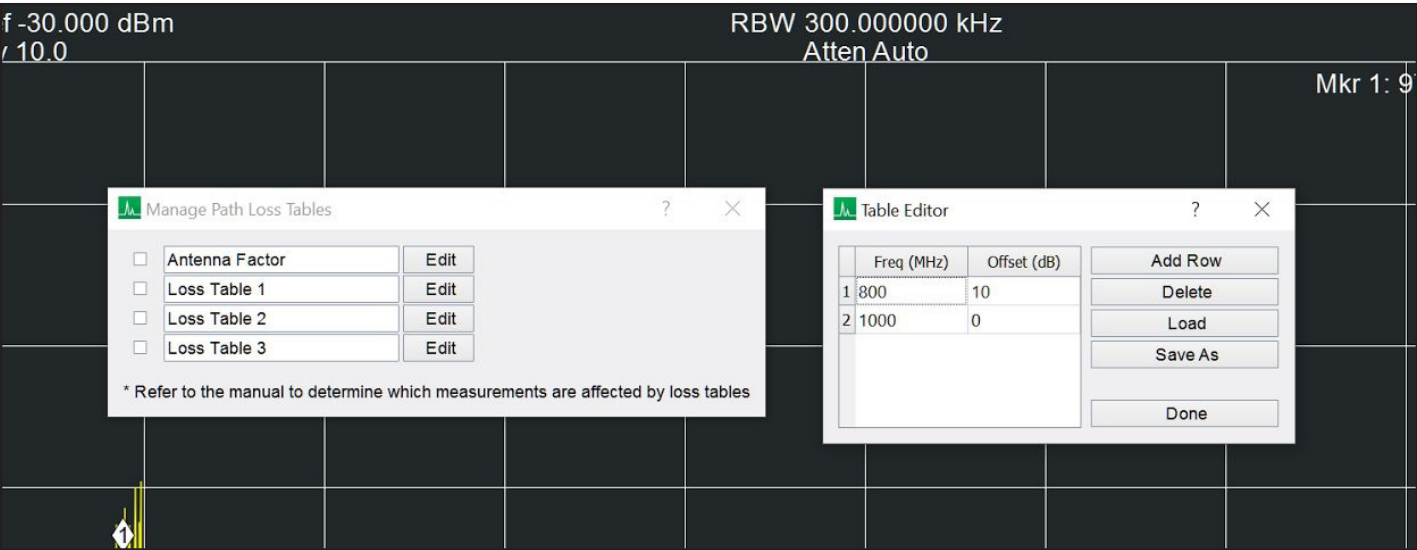 f -30.000 dBm
RBW 300.000000 kHz
10.0
Atten Auto
Mkr 1: 9
Manage Path Loss Tables ?
Antenna Factor Edit
Loss Table 1 Edit
Loss Table 2 Edit
Loss Table 3 Edit
* Refer to the manual to determine which measurements are affected by loss tables
Table Editor ?
Freq (MHz) Offset (dB)
1 800 10
2 1000 0
Add Row
Delete
Load
Save As
Done
1